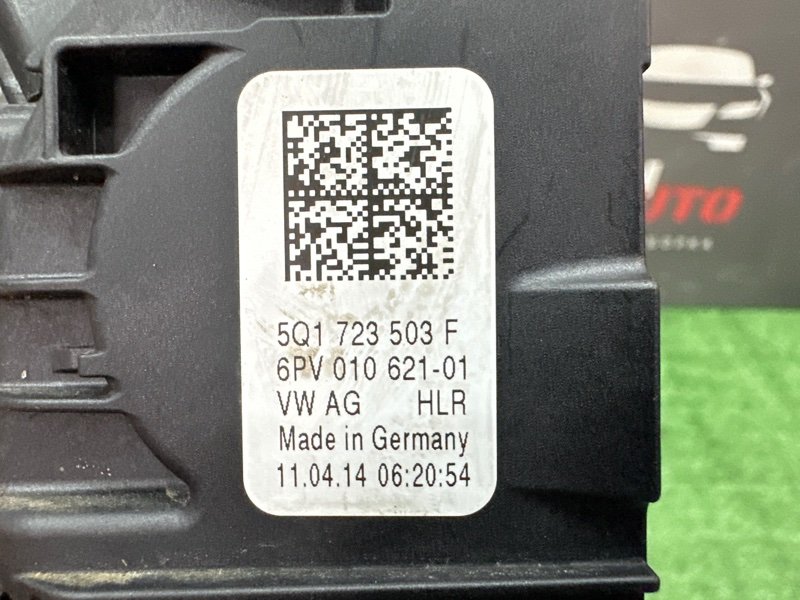 5Q1 723 503 F
6PV 010 621-01
VW AG HLR
Made in Germany
11.04.14 06:20:54
UTO